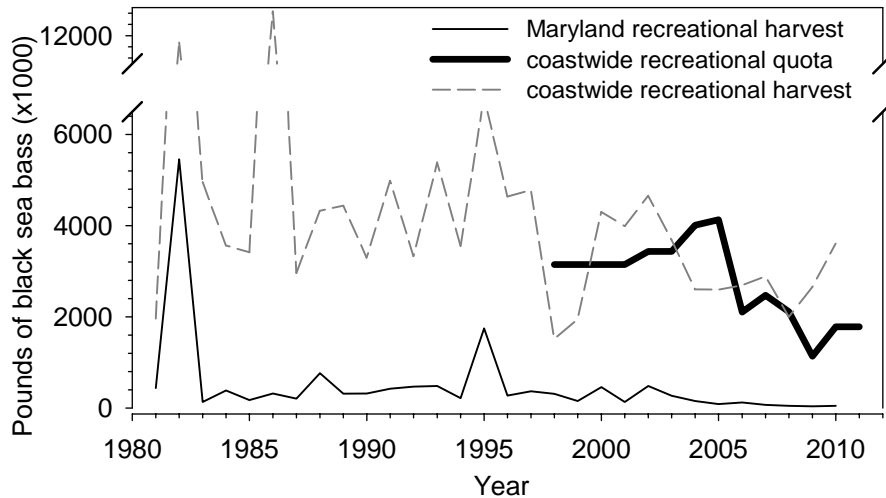 12000
Maryland recreational harvest
coastwide recreational quota
coastwide recreational harvest
Pounds of black sea bass (x1000)
6000
4000
2000
0
1980 1985 1990 1995 2000 2005 2010
Year